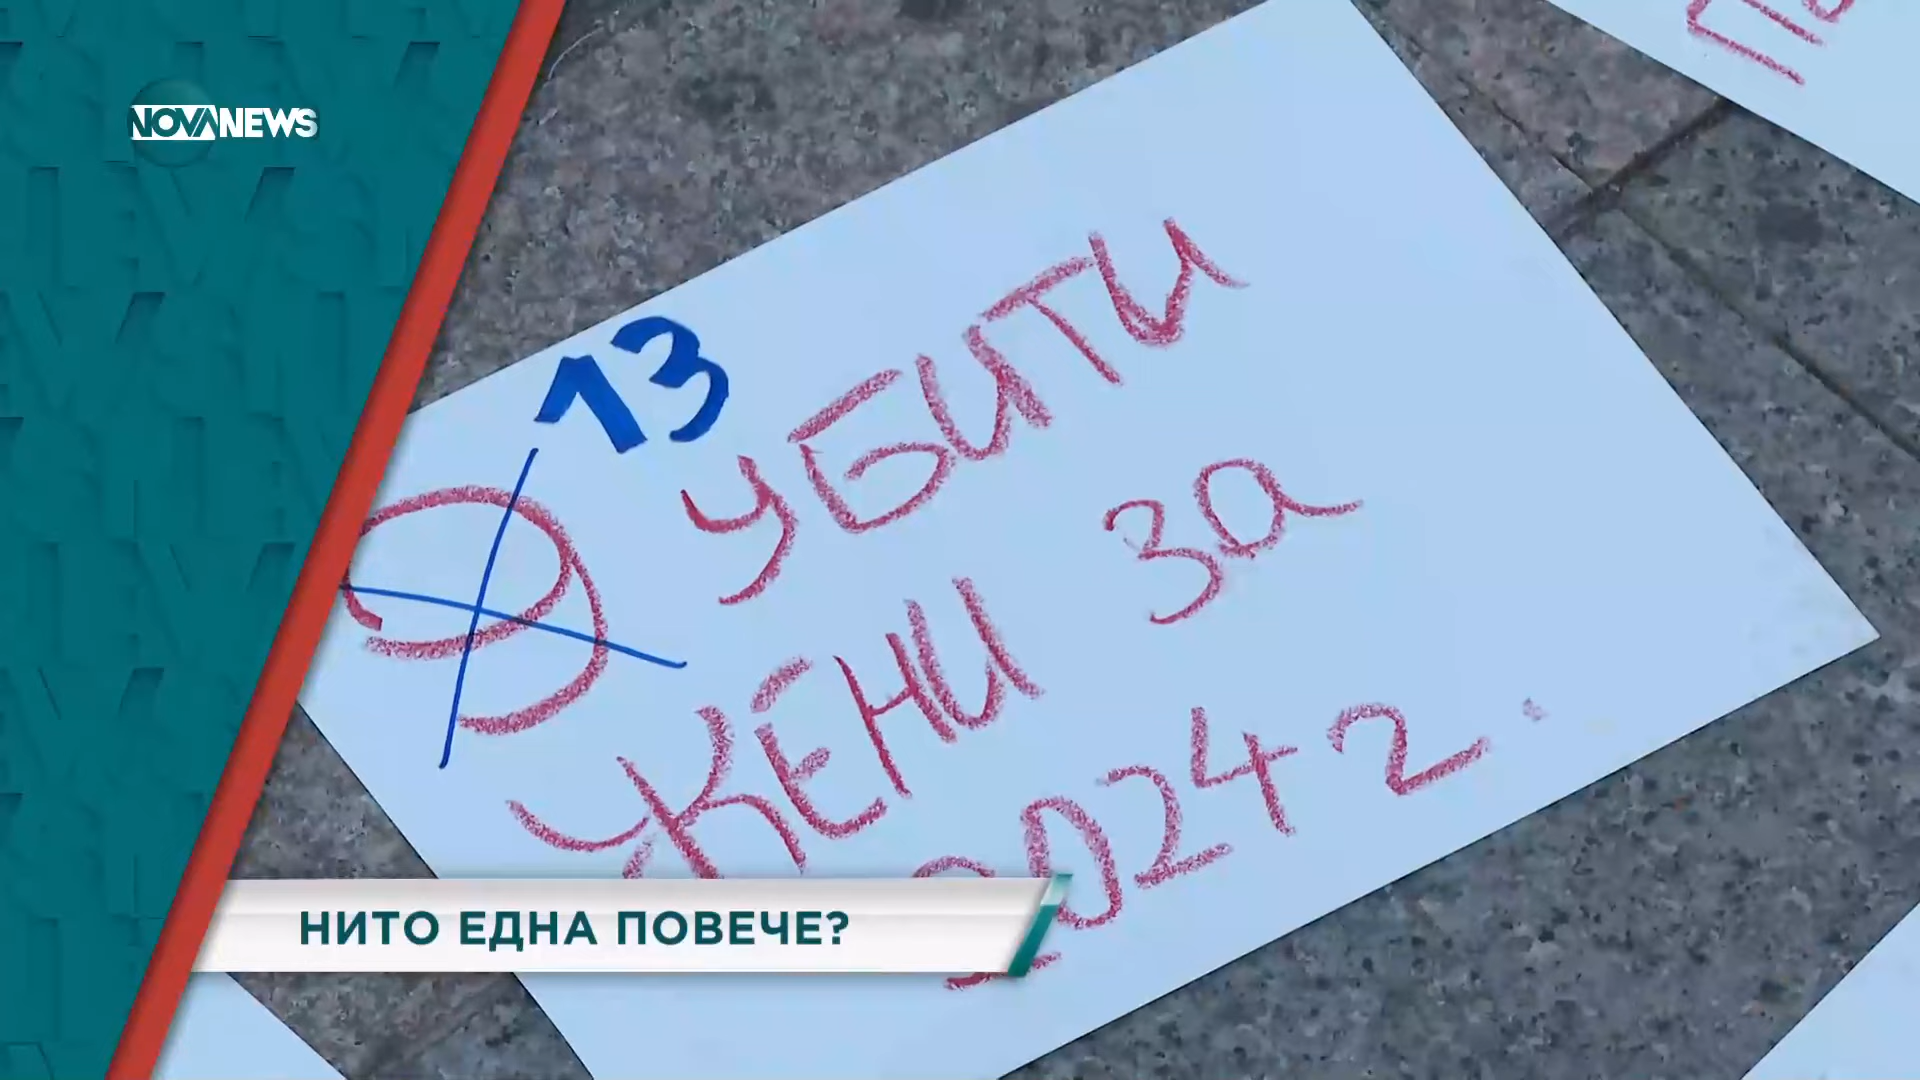 NOVANEWS
13
9 УБИТИ
ЖЕНИ ЗА
2024 г.
НИТО ЕДНА ПОВЕЧЕ?